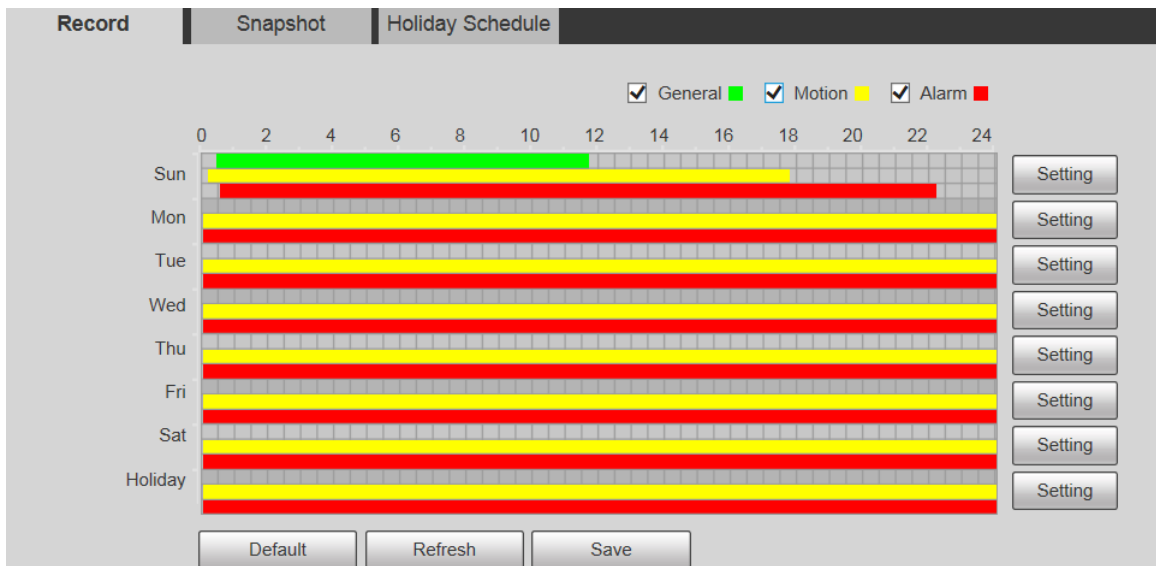 Record Snapshot Holiday Schedule
General Motion Alarm
0 2 4 6 8 10 12 14 16 18 20 22 24
Sun Setting
Mon Setting
Tue Setting
Wed Setting
Thu Setting
Fri Setting
Sat Setting
Holiday Setting
Default Refresh Save